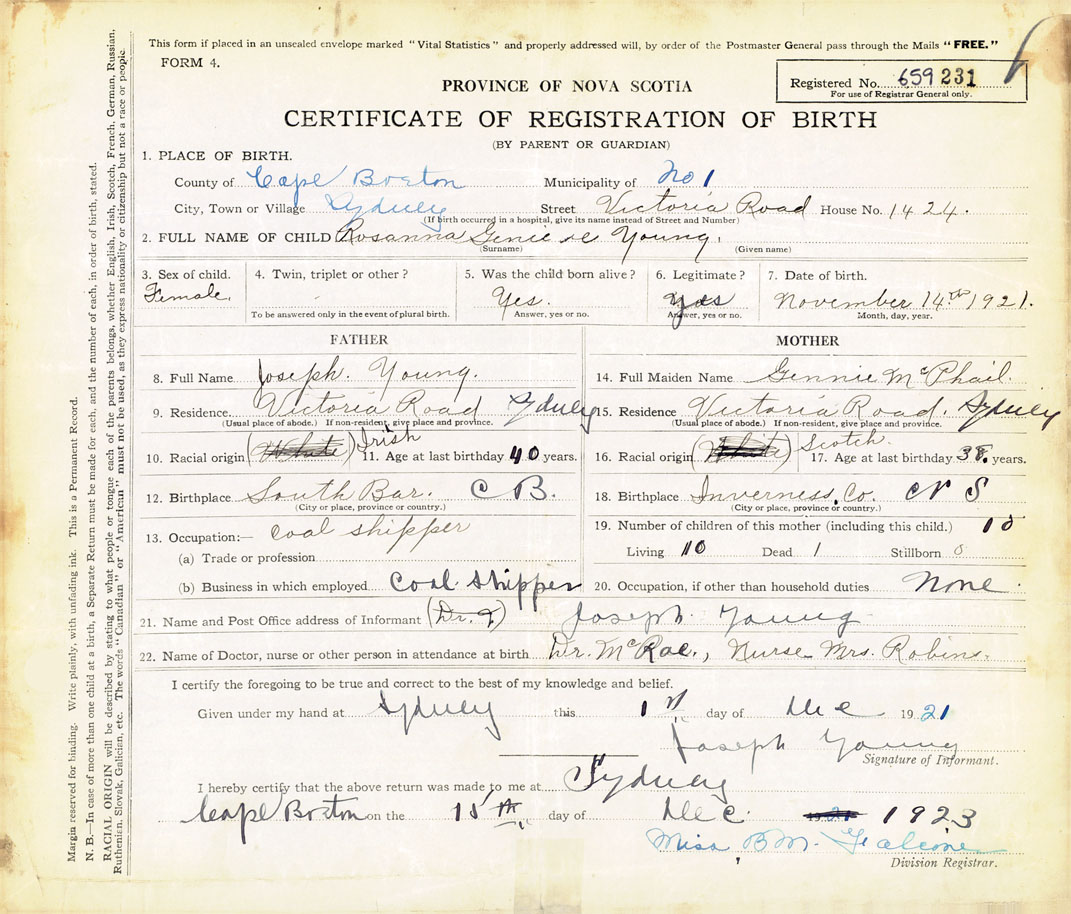 This form if placed in an unsealed envelope marked "Vital Statistics" and properly addressed will, by order of the Postmaster General pass through the Mails "FREE."
FORM 4.
Registered No. 659 231
For use of Registrar General only.
PROVINCE OF NOVA SCOTIA
CERTIFICATE OF REGISTRATION OF BIRTH
(BY PARENT OR GUARDIAN)
1. PLACE OF BIRTH.
County of Cape Breton Municipality of No 1
City, Town or Village Sydney Street Victoria Road House No. 1424.
(If birth occurred in a hospital, give its name instead of Street and Number)
2. FULL NAME OF CHILD Rosanna Young.
(Surname) (Given name)
3. Sex of child. 4. Twin, triplet or other? 5. Was the child born alive? 6. Legitimate? 7. Date of birth.
Female. Yes. yes November 14th 1921.
To be answered only in the event of plural birth. Answer, yes or no. Answer, yes or no. Month, day, year.
FATHER
8. Full Name Joseph. Young.
9. Residence. Victoria Road Sydney
(Usual place of abode.) If non-resident, give place and province.
10. Racial origin (White) Irish 11. Age at last birthday 40 years.
12. Birthplace South Bar. C B.
(City or place, province or country.)
13. Occupation:— coal shipper
(a) Trade or profession
(b) Business in which employed Coal Shipper
MOTHER
14. Full Maiden Name Gennie McPhail.
15. Residence Victoria Road. Sydney
(Usual place of abode.) If non-resident, give place and province.
16. Racial origin (White) Scotch. 17. Age at last birthday 38. years.
18. Birthplace Inverness, Co. N S
(City or place, province or country.)
19. Number of children of this mother (including this child.) 10
Living 10 Dead 1 Stillborn 0
20. Occupation, if other than household duties None
21. Name and Post Office address of Informant Joseph Young
22. Name of Doctor, nurse or other person in attendance at birth Dr. McRae., Nurse Mrs. Robins.
I certify the foregoing to be true and correct to the best of my knowledge and belief.
Given under my hand at Sydney this 1st day of Dec 1921
Joseph Young
Signature of Informant.
I hereby certify that the above return was made to me at Sydney
Cape Breton on the 15th. day of Dec 1923
Miss B M.
Division Registrar.
Margin reserved for binding. Write plainly, with unfading ink. This is a Permanent Record.
N. B.—In case of more than one child at a birth, a Separate Return must be made for each, and the number of each, in order of birth, stated.
RACIAL ORIGIN will be described by stating to what people or tongue each of the parents belongs, whether English, Irish, Scotch, French, German, Russian,
Ruthenian, Slovak, Galician, etc. The words "Canadian" or "American" must not be used, as they express nationality or citizenship but not a race or people.